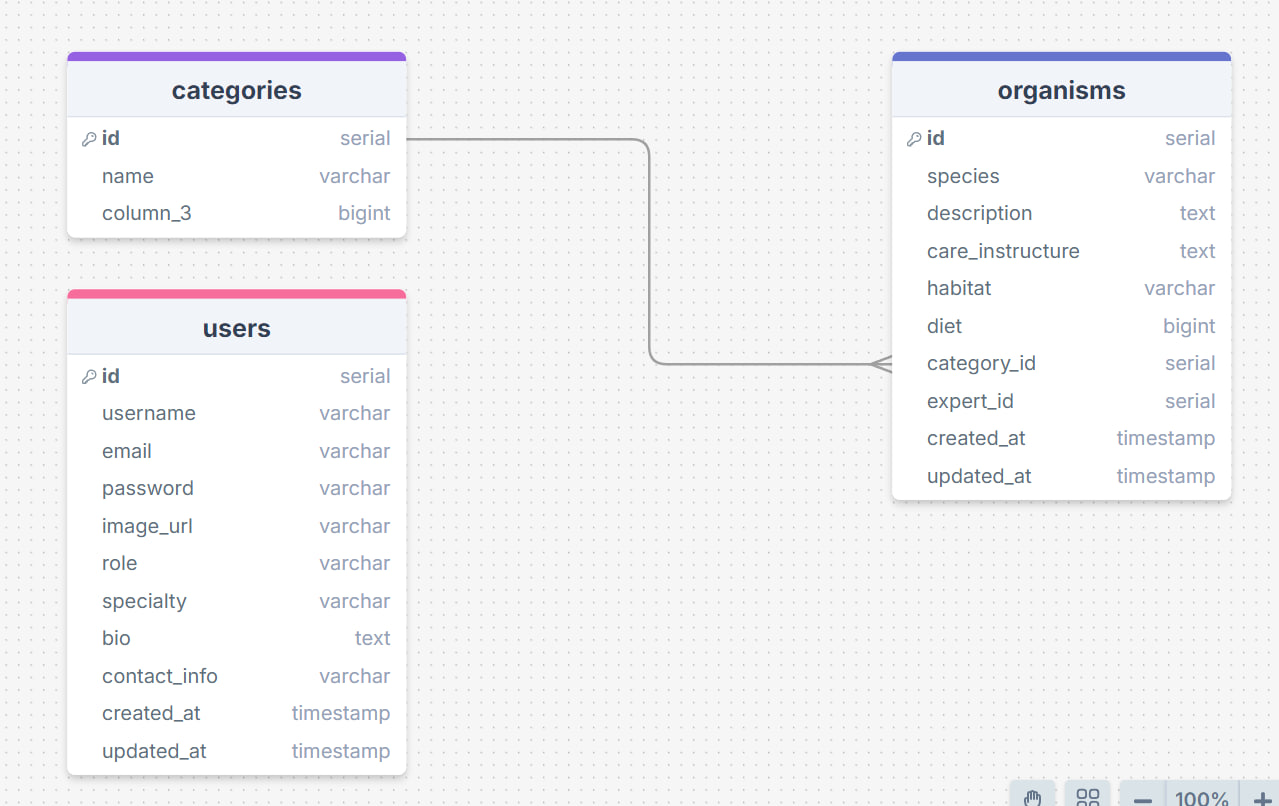 categories
id serial
name varchar
column_3 bigint
users
id serial
username varchar
email varchar
password varchar
image_url varchar
role varchar
specialty varchar
bio text
contact_info varchar
created_at timestamp
updated_at timestamp
organisms
id serial
species varchar
description text
care_instructure text
habitat varchar
diet bigint
category_id serial
expert_id serial
created_at timestamp
updated_at timestamp
100%